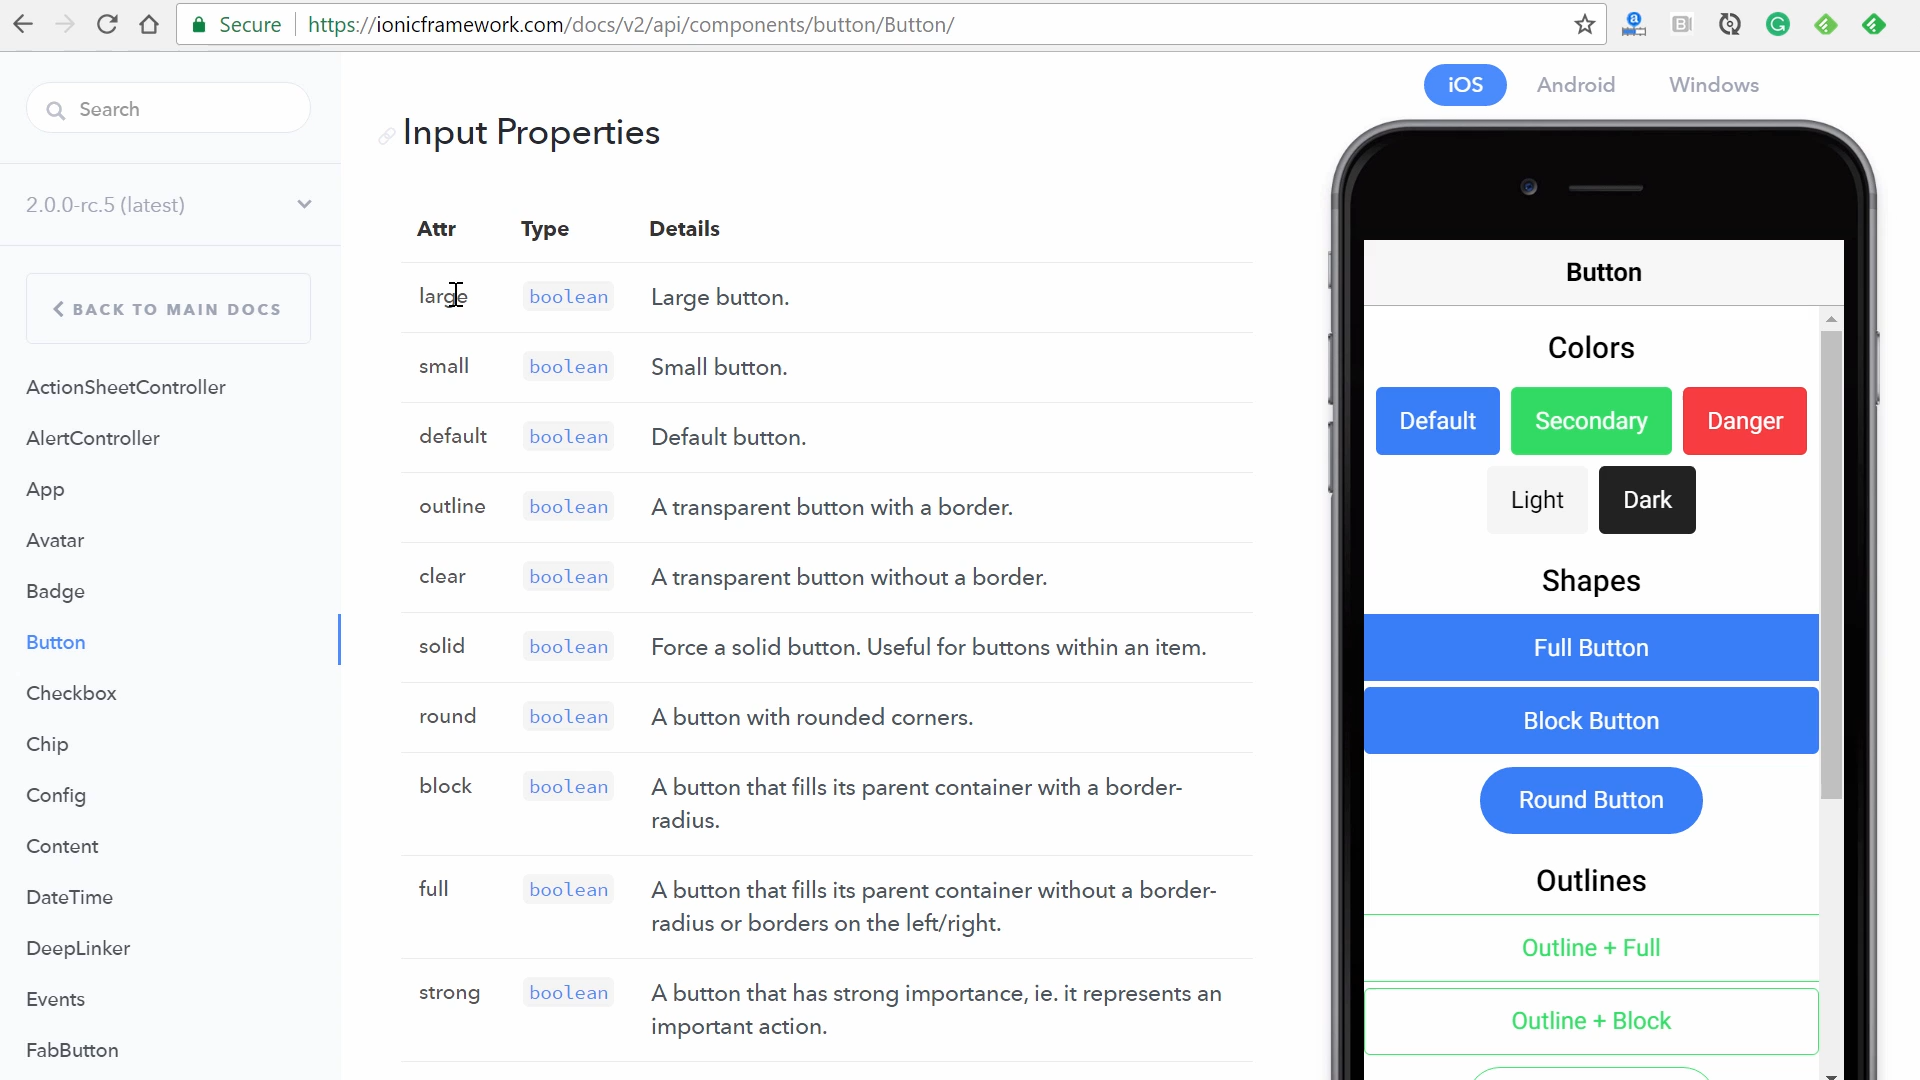 Secure https://ionicframework.com/docs/v2/api/components/button/Button/
Search
2.0.0-rc.5 (latest)
BACK TO MAIN DOCS
ActionSheetController
AlertController
App
Avatar
Badge
Button
Checkbox
Chip
Config
Content
DateTime
DeepLinker
Events
FabButton
Input Properties
Attr Type Details
large boolean Large button.
small boolean Small button.
default boolean Default button.
outline boolean A transparent button with a border.
clear boolean A transparent button without a border.
solid boolean Force a solid button. Useful for buttons within an item.
round boolean A button with rounded corners.
block boolean A button that fills its parent container with a border-
radius.
full boolean A button that fills its parent container without a border-
radius or borders on the left/right.
strong boolean A button that has strong importance, ie. it represents an
important action.
iOS Android Windows
Button
Colors
Default Secondary Danger
Light Dark
Shapes
Full Button
Block Button
Round Button
Outlines
Outline + Full
Outline + Block